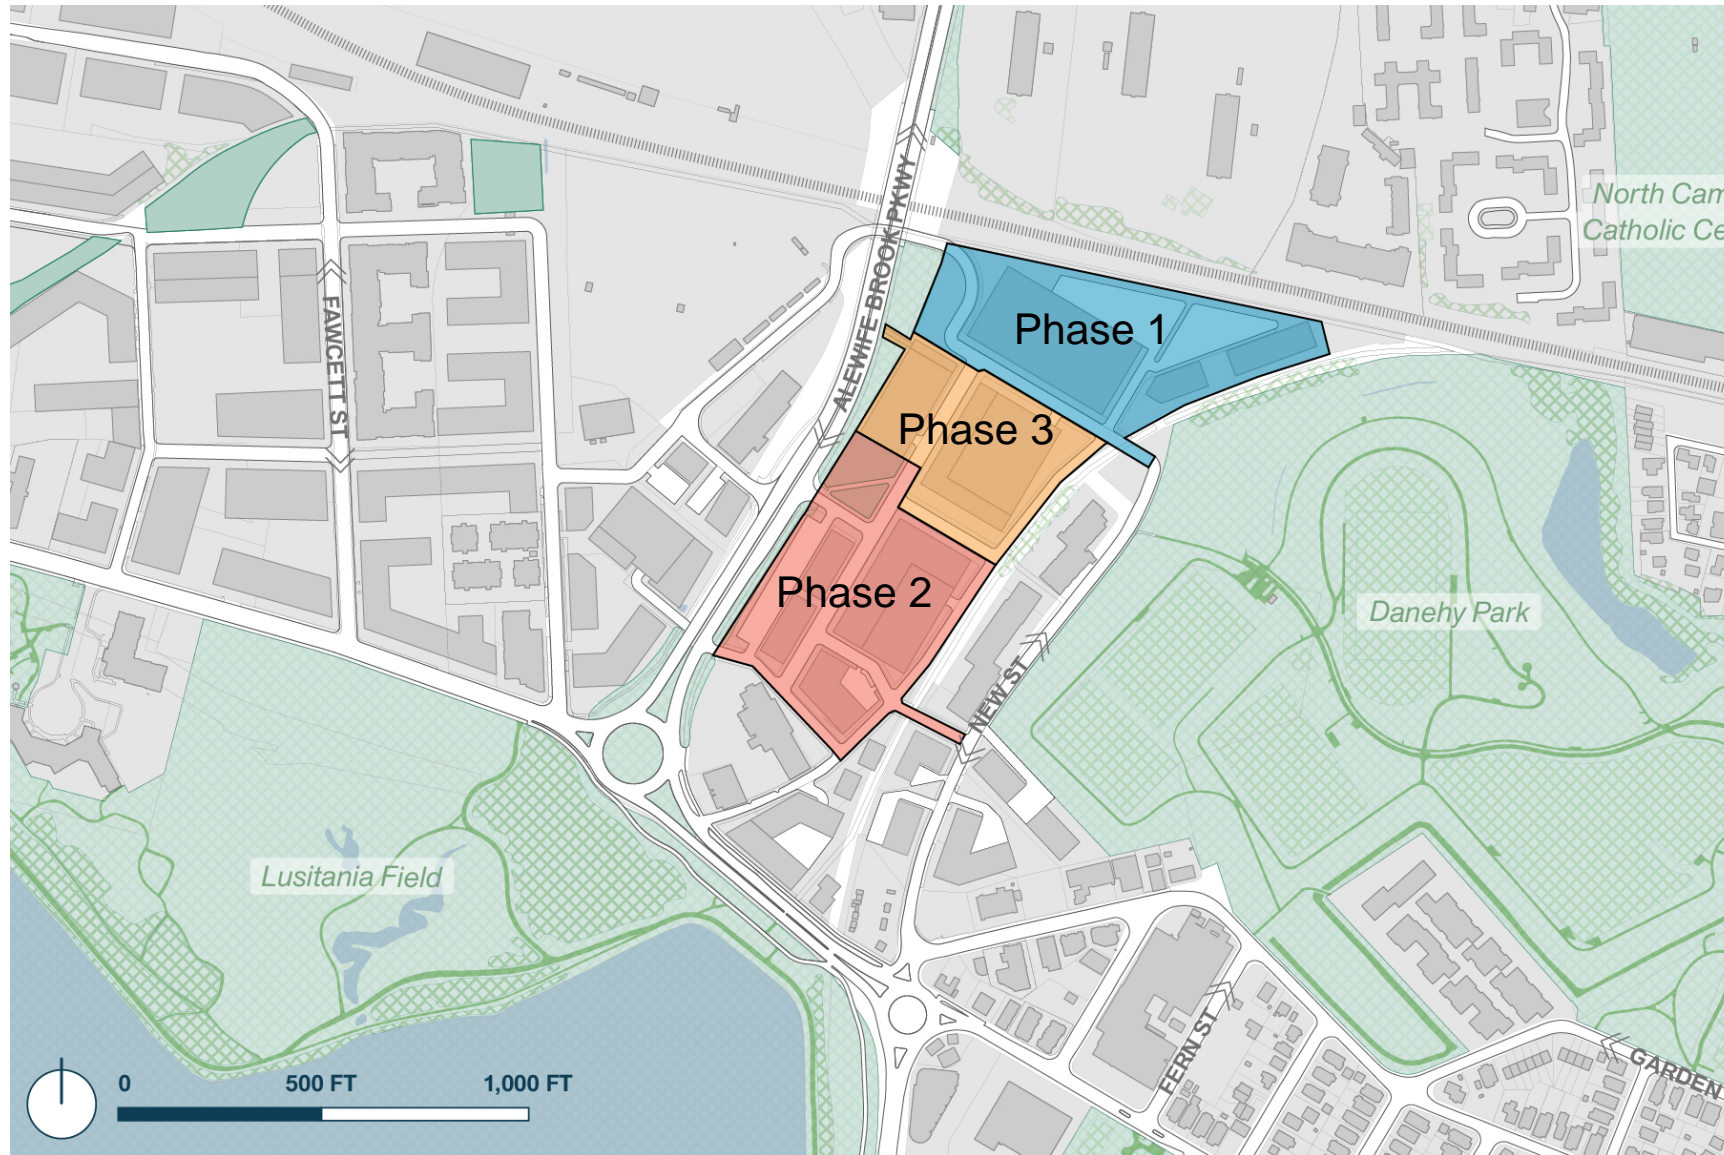 North Cam
Catholic Ce
ALEWIFE BROOK PKWY
FAWCETT ST
Phase 1
Phase 3
Phase 2
NEW ST
Danehy Park
Lusitania Field
FERN ST
GARDEN
0 500 FT 1,000 FT